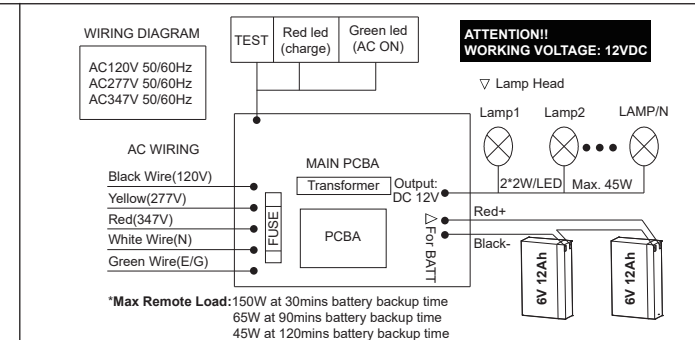 WIRING DIAGRAM
AC120V 50/60Hz
AC277V 50/60Hz
AC347V 50/60Hz
TEST
Red led
(charge)
Green led
(AC ON)
ATTENTION!!
WORKING VOLTAGE: 12VDC
▽ Lamp Head
Lamp1
Lamp2
LAMP/N
2*2W/LED
Max. 45W
AC WIRING
Black Wire(120V)
Yellow(277V)
Red(347V)
White Wire(N)
Green Wire(E/G)
FUSE
MAIN PCBA
Transformer
PCBA
Output:
DC 12V
▽For BATT
Red+
Black-
6V 12Ah
6V 12Ah
*Max Remote Load:150W at 30mins battery backup time
65W at 90mins battery backup time
45W at 120mins battery backup time